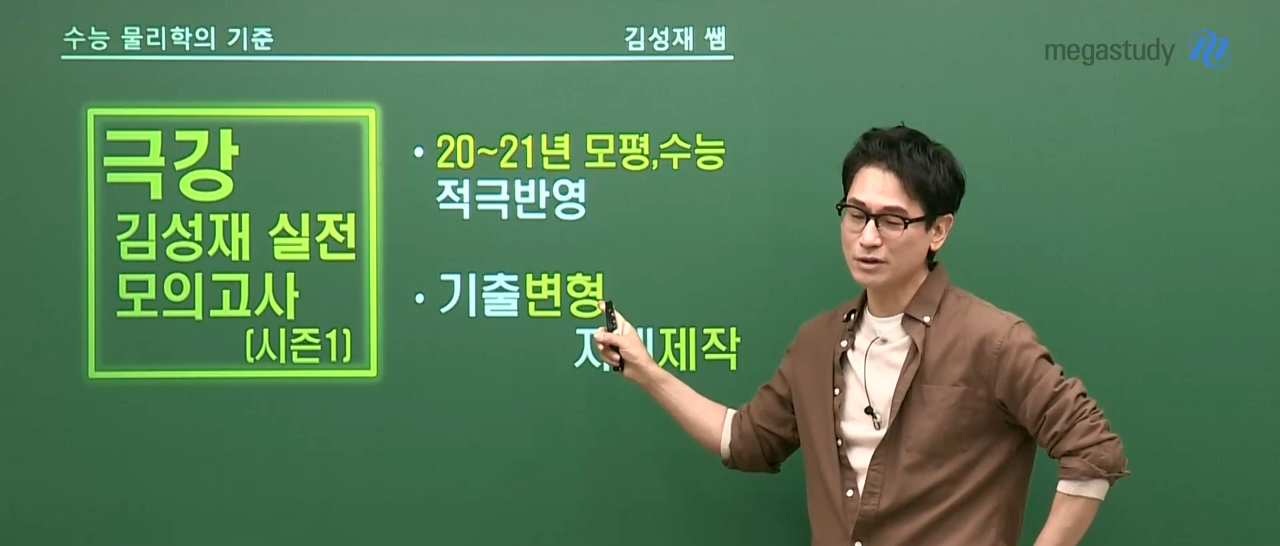 수능 물리학의 기준
김성재 쌤
megastudy
극강
김성재 실전
모의고사
(시즌1)
• 20~21년 모평,수능
적극반영
• 기출변형
제작